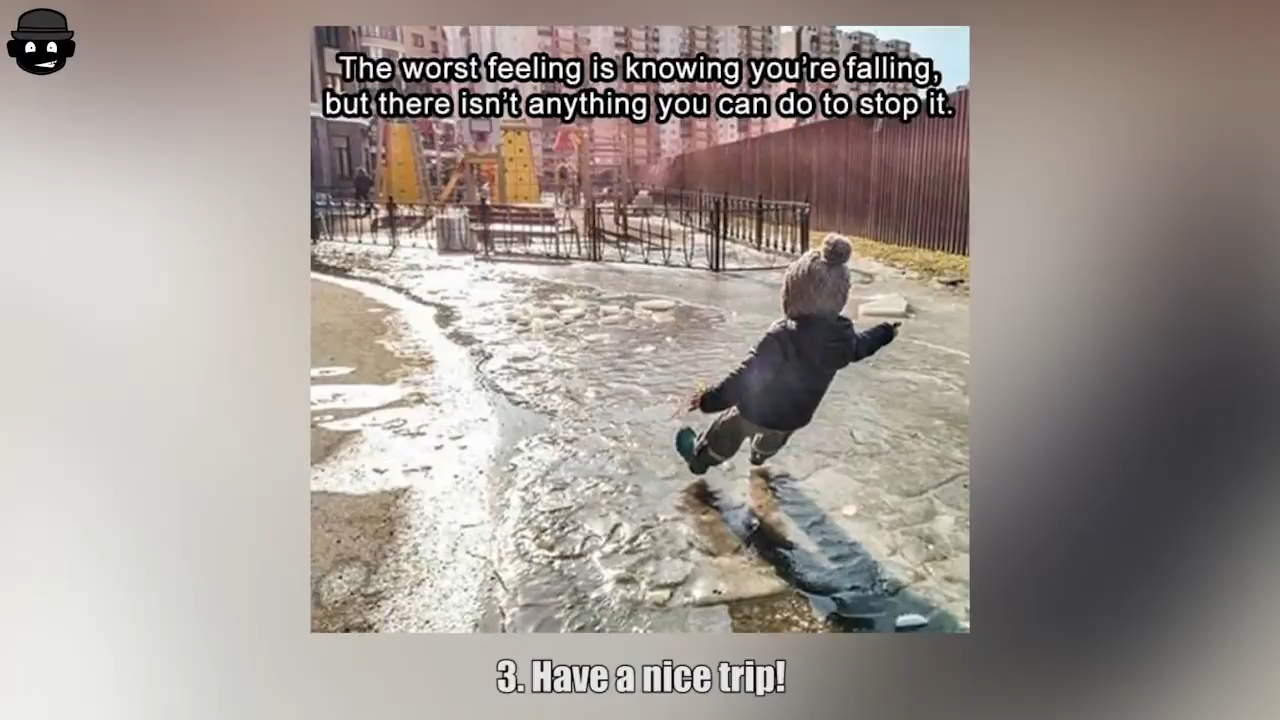 The worst feeling is knowing you're falling,
but there isn't anything you can do to stop it.
3. Have a nice trip!